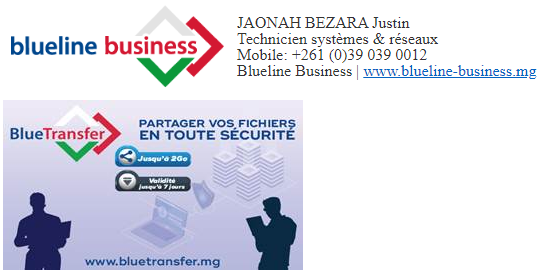 blueline business
JAONAH BEZARA Justin
Technicien systèmes & réseaux
Mobile: +261 (0)39 039 0012
Blueline Business | www.blueline-business.mg
BlueTransfer
PARTAGER VOS FICHIERS
EN TOUTE SÉCURITÉ
Jusqu'à 2Go
Validité
jusqu'à 7 jours
www.bluetransfer.mg